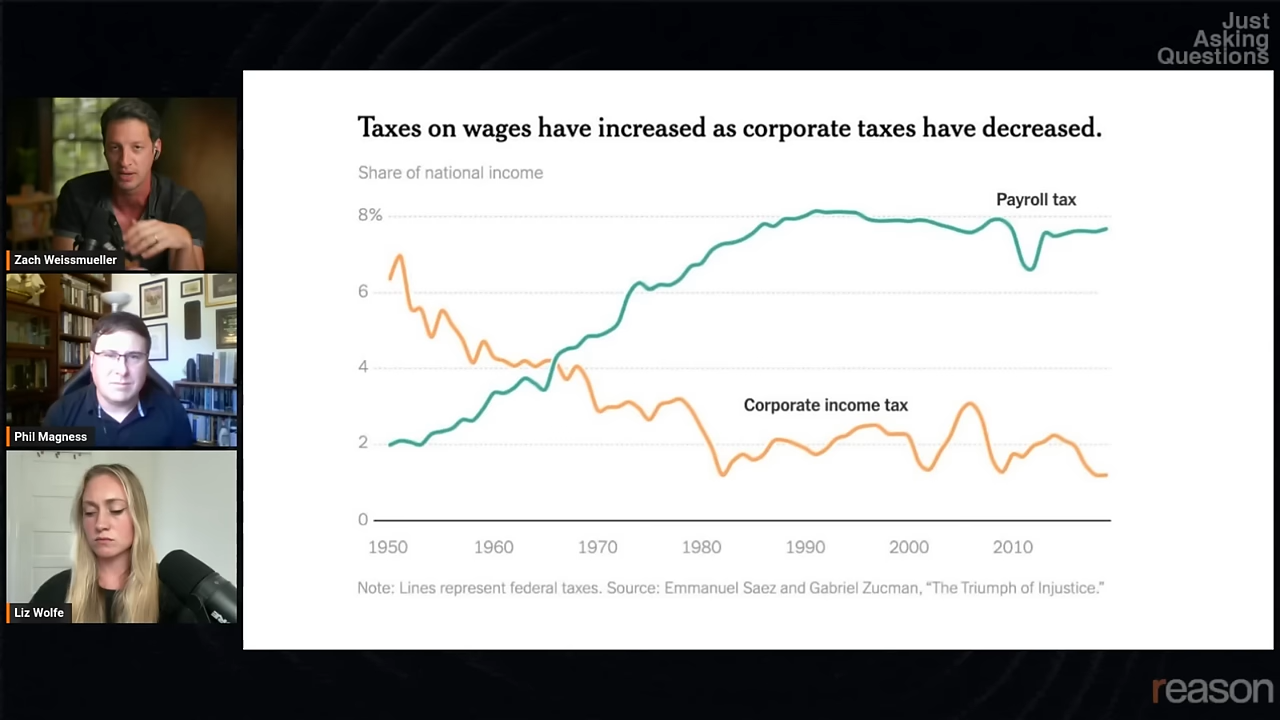 Just
Asking
Questions
Zach Weissmueller
Phil Magness
Liz Wolfe
Taxes on wages have increased as corporate taxes have decreased.
Share of national income
Payroll tax
8%
6
4
Corporate income tax
2
0
1950 1960 1970 1980 1990 2000 2010
Note: Lines represent federal taxes. Source: Emmanuel Saez and Gabriel Zucman, “The Triumph of Injustice.”
reason